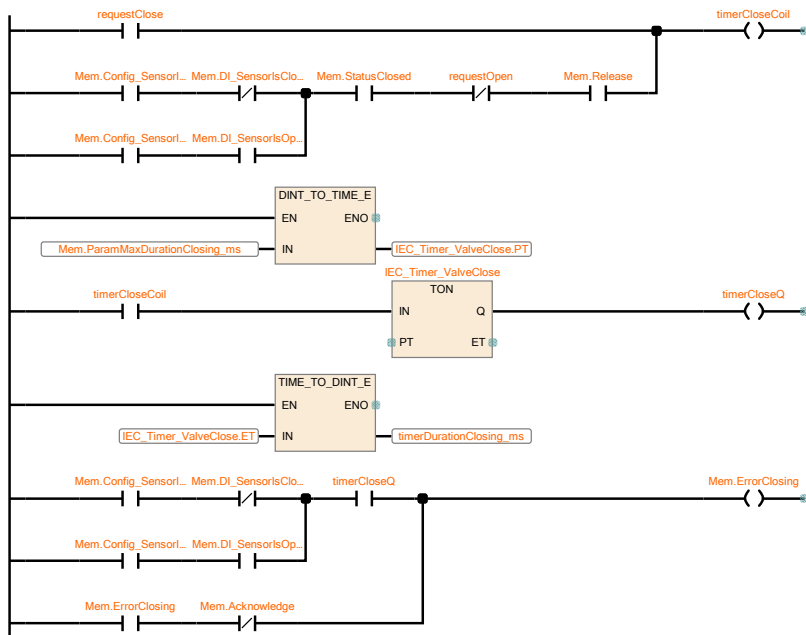 requestClose
timerCloseCoil
Mem.Config_SensorI... Mem.DI_SensorIsClo... Mem.StatusClosed requestOpen Mem.Release
Mem.Config_SensorI... Mem.DI_SensorIsOp...
DINT_TO_TIME_E
EN ENO
Mem.ParamMaxDurationClosing_ms IN IEC_Timer_ValveClose.PT
IEC_Timer_ValveClose
timerCloseCoil TON timerCloseQ
IN Q
PT ET
TIME_TO_DINT_E
EN ENO
IEC_Timer_ValveClose.ET IN timerDurationClosing_ms
Mem.Config_SensorI... Mem.DI_SensorIsClo... timerCloseQ Mem.ErrorClosing
Mem.Config_SensorI... Mem.DI_SensorIsOp...
Mem.ErrorClosing Mem.Acknowledge